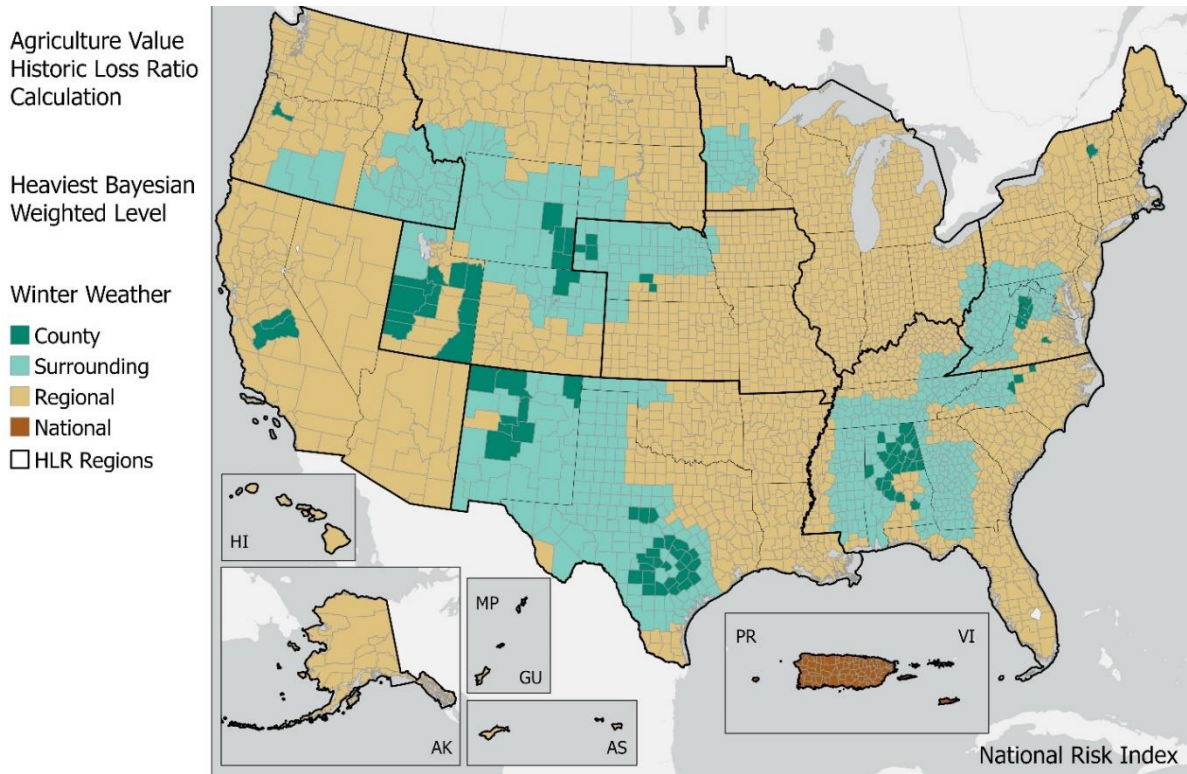 Agriculture Value
Historic Loss Ratio
Calculation
Heaviest Bayesian
Weighted Level
Winter Weather
County
Surrounding
Regional
National
HLR Regions
HI
AK
MP
GU
AS
PR
VI
National Risk Index